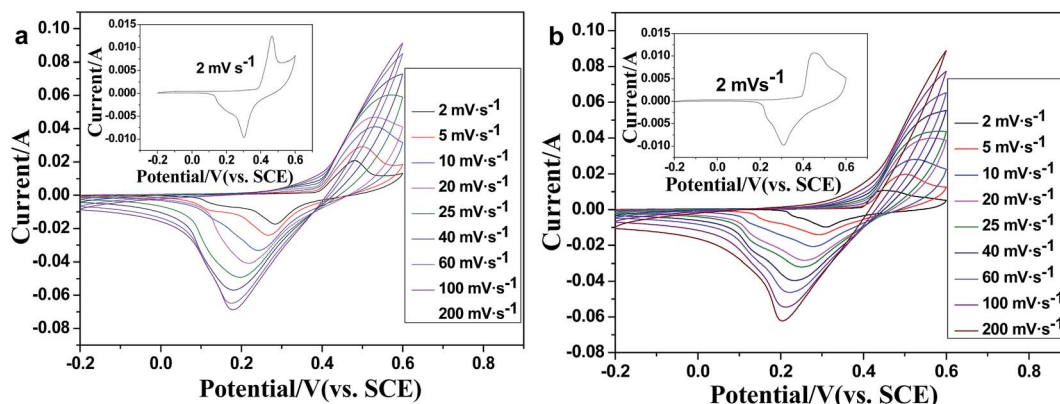 a
0.10
0.08
0.06
0.04
0.02
0.00
-0.02
-0.04
-0.06
-0.08
Current/A
-0.2 0.0 0.2 0.4 0.6 0.8
Potential/V(vs. SCE)
0.015
0.010
0.005
0.000
-0.005
-0.010
Current/A
2 mV s-1
-0.2 0.0 0.2 0.4 0.6
Potential/V(vs. SCE)
2 mV·s-1
5 mV·s-1
10 mV·s-1
20 mV·s-1
25 mV·s-1
40 mV·s-1
60 mV·s-1
100 mV·s-1
200 mV·s-1
b
0.10
0.08
0.06
0.04
0.02
0.00
-0.02
-0.04
-0.06
-0.08
Current/A
-0.2 0.0 0.2 0.4 0.6 0.8
Potential/V(vs. SCE)
0.015
0.010
0.005
0.000
-0.005
-0.010
Current/A
2 mVs-1
-0.2 0.0 0.2 0.4 0.6
Potential/V(vs. SCE)
2 mV·s-1
5 mV·s-1
10 mV·s-1
20 mV·s-1
25 mV·s-1
40 mV·s-1
60 mV·s-1
100 mV·s-1
200 mV·s-1